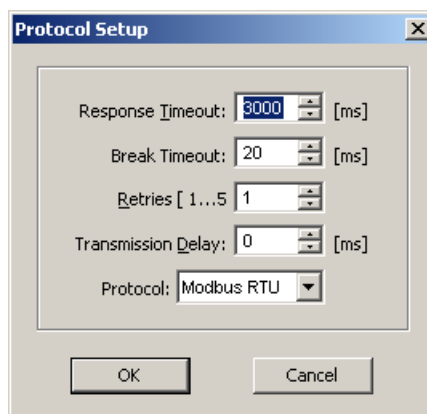 Protocol Setup
Response Timeout: 3000 [ms]
Break Timeout: 20 [ms]
Retries [ 1...5 1
Transmission Delay: 0 [ms]
Protocol: Modbus RTU
OK Cancel